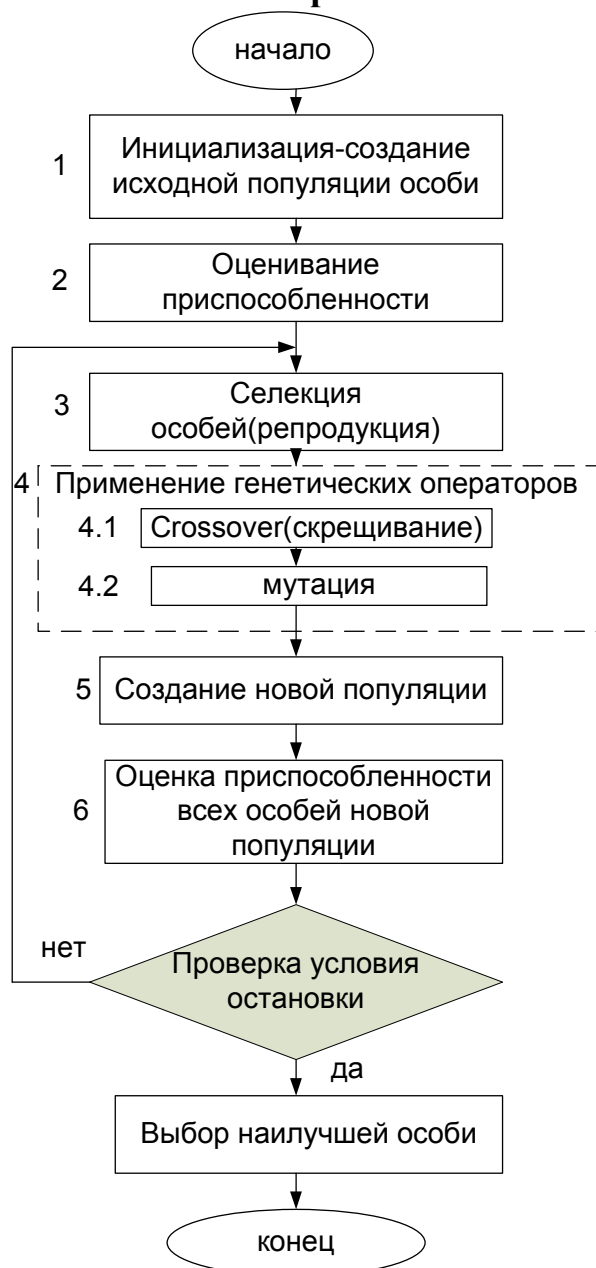 начало
1
Инициализация-создание
исходной популяции особи
2
Оценивание
приспособленности
3
Селекция
особей(репродукция)
4
Применение генетических операторов
4.1
Crossover(скрещивание)
4.2
мутация
5
Создание новой популяции
6
Оценка приспособленности
всех особей новой
популяции
нет
Проверка условия
остановки
да
Выбор наилучшей особи
конец